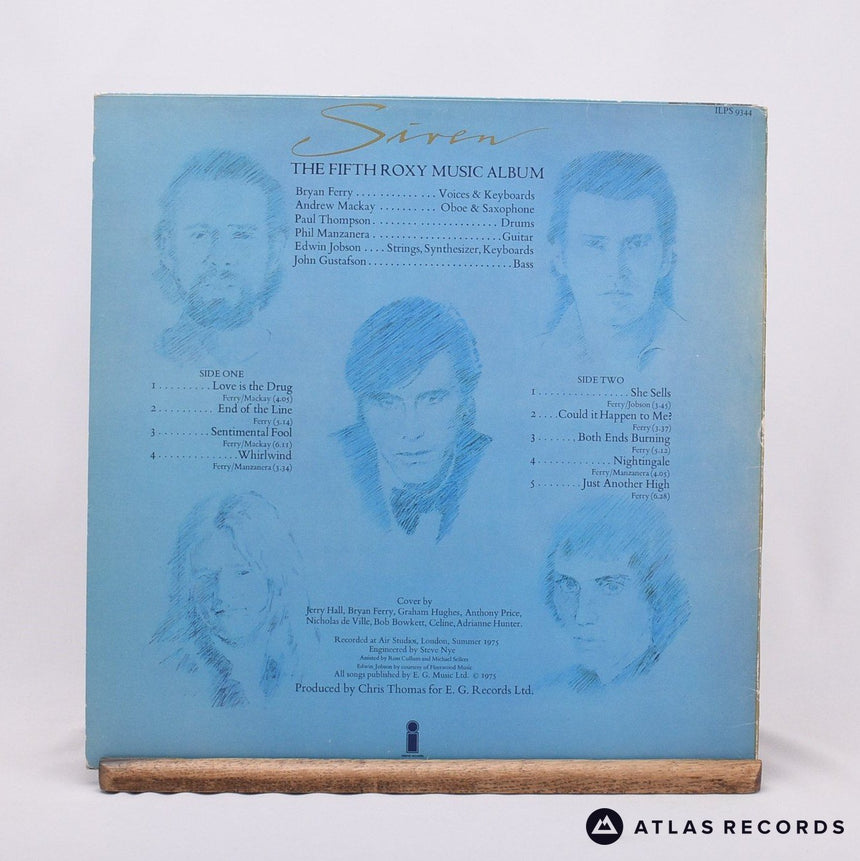 ILPS 9344
Siren
THE FIFTH ROXY MUSIC ALBUM
Bryan Ferry .............. Voices & Keyboards
Andrew Mackay .......... Oboe & Saxophone
Paul Thompson ...................... Drums
Phil Manzanera ...................... Guitar
Edwin Jobson .... Strings, Synthesizer, Keyboards
John Gustafson ......................... Bass
SIDE ONE
1 ......... Love is the Drug
Ferry/Mackay (4.05)
2 .......... End of the Line
Ferry (5.14)
3 ......... Sentimental Fool
Ferry/Mackay (6.11)
4 .............. Whirlwind
Ferry/Manzanera (3.34)
SIDE TWO
1 ................ She Sells
Ferry/Jobson (3.45)
2 .... Could it Happen to Me?
Ferry (3.37)
3 ...... Both Ends Burning
Ferry (5.12)
4 ............. Nightingale
Ferry/Manzanera (4.05)
5 ........ Just Another High
Ferry (6.28)
Cover by
Jerry Hall, Bryan Ferry, Graham Hughes, Anthony Price,
Nicholas de Ville, Bob Bowkett, Celine, Adrianne Hunter.
Recorded at Air Studios, London, Summer 1975
Engineered by Steve Nye
Assisted by Ross Cullum and Michael Sellers
Edwin Jobson by courtesy of Fleetwood Music
All songs published by E. G. Music Ltd. © 1975
Produced by Chris Thomas for E. G. Records Ltd.
ATLAS RECORDS